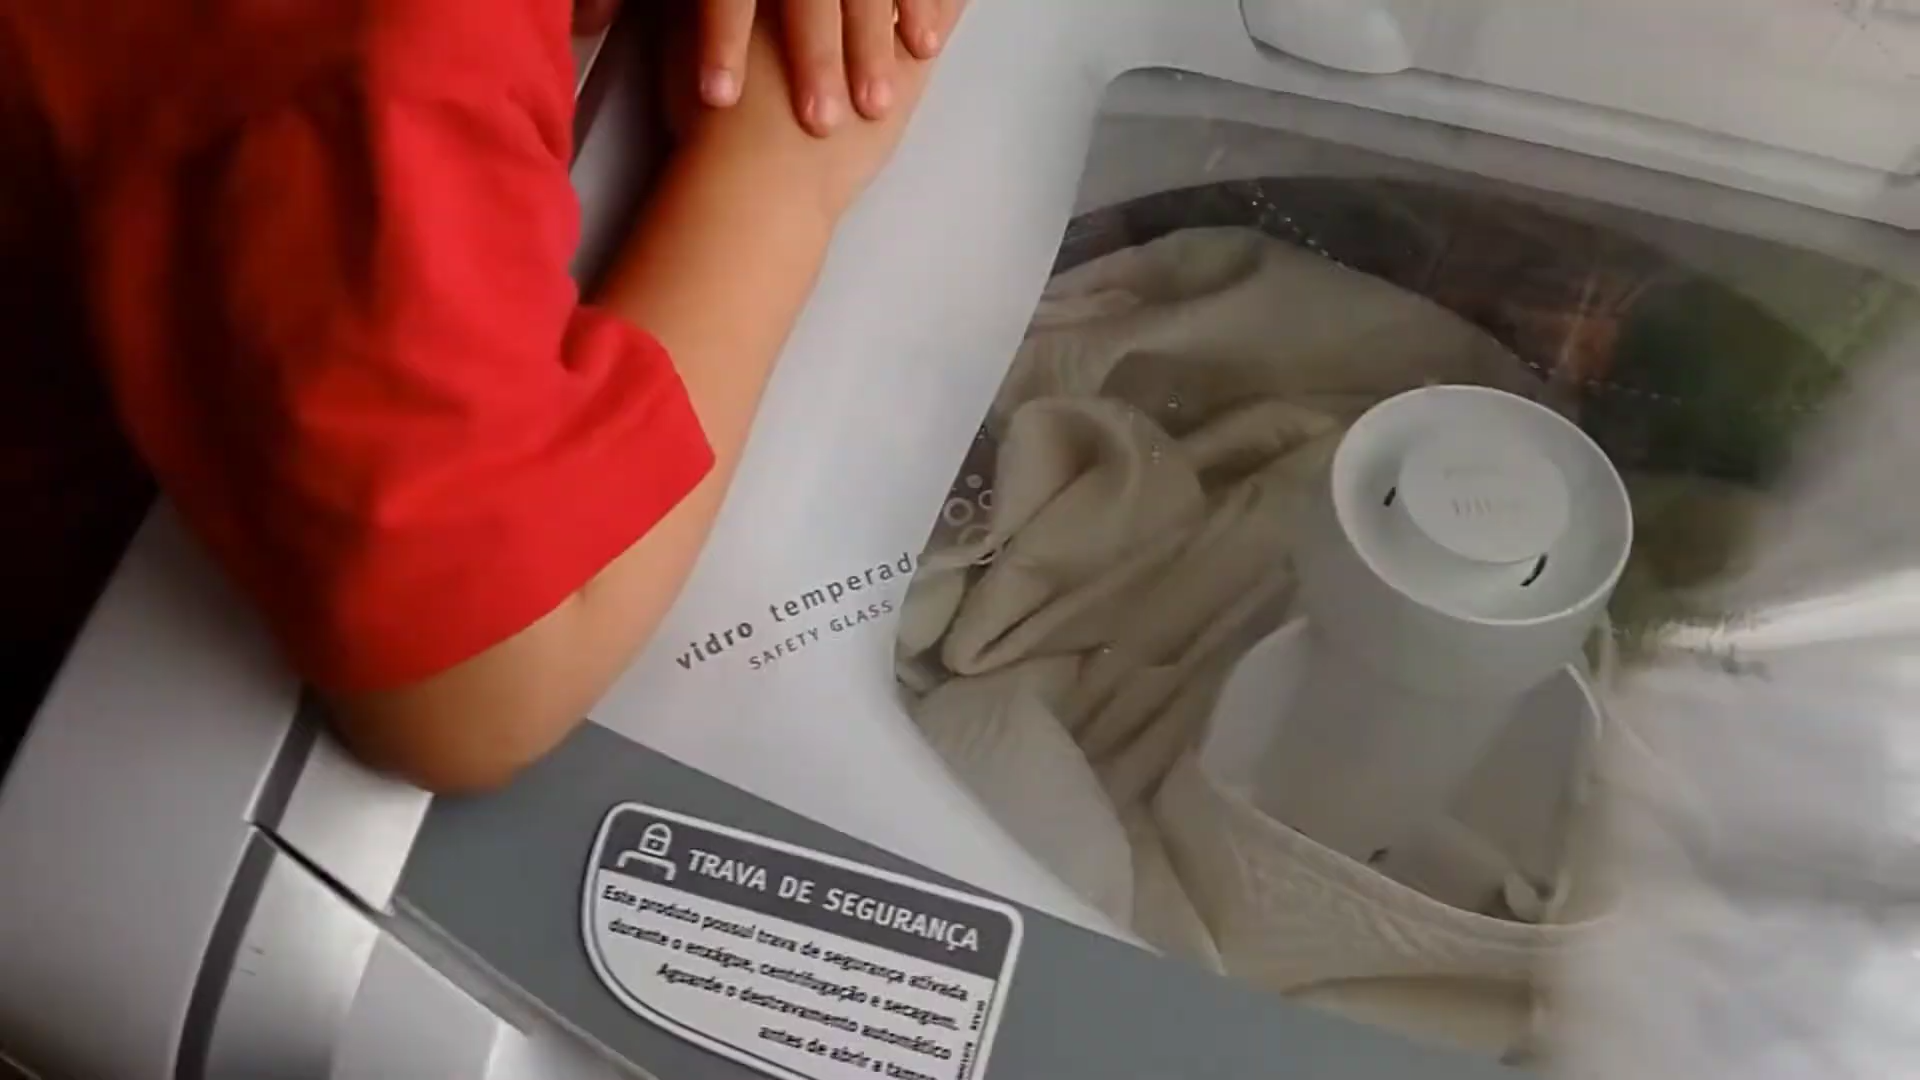 vidro temperado
SAFETY GLASS
TRAVA DE SEGURANÇA
Este produto possui trava de segurança ativada
durante o enxágue, centrifugação e secagem.
Aguarde o destravamento automático
antes de abrir a tampa